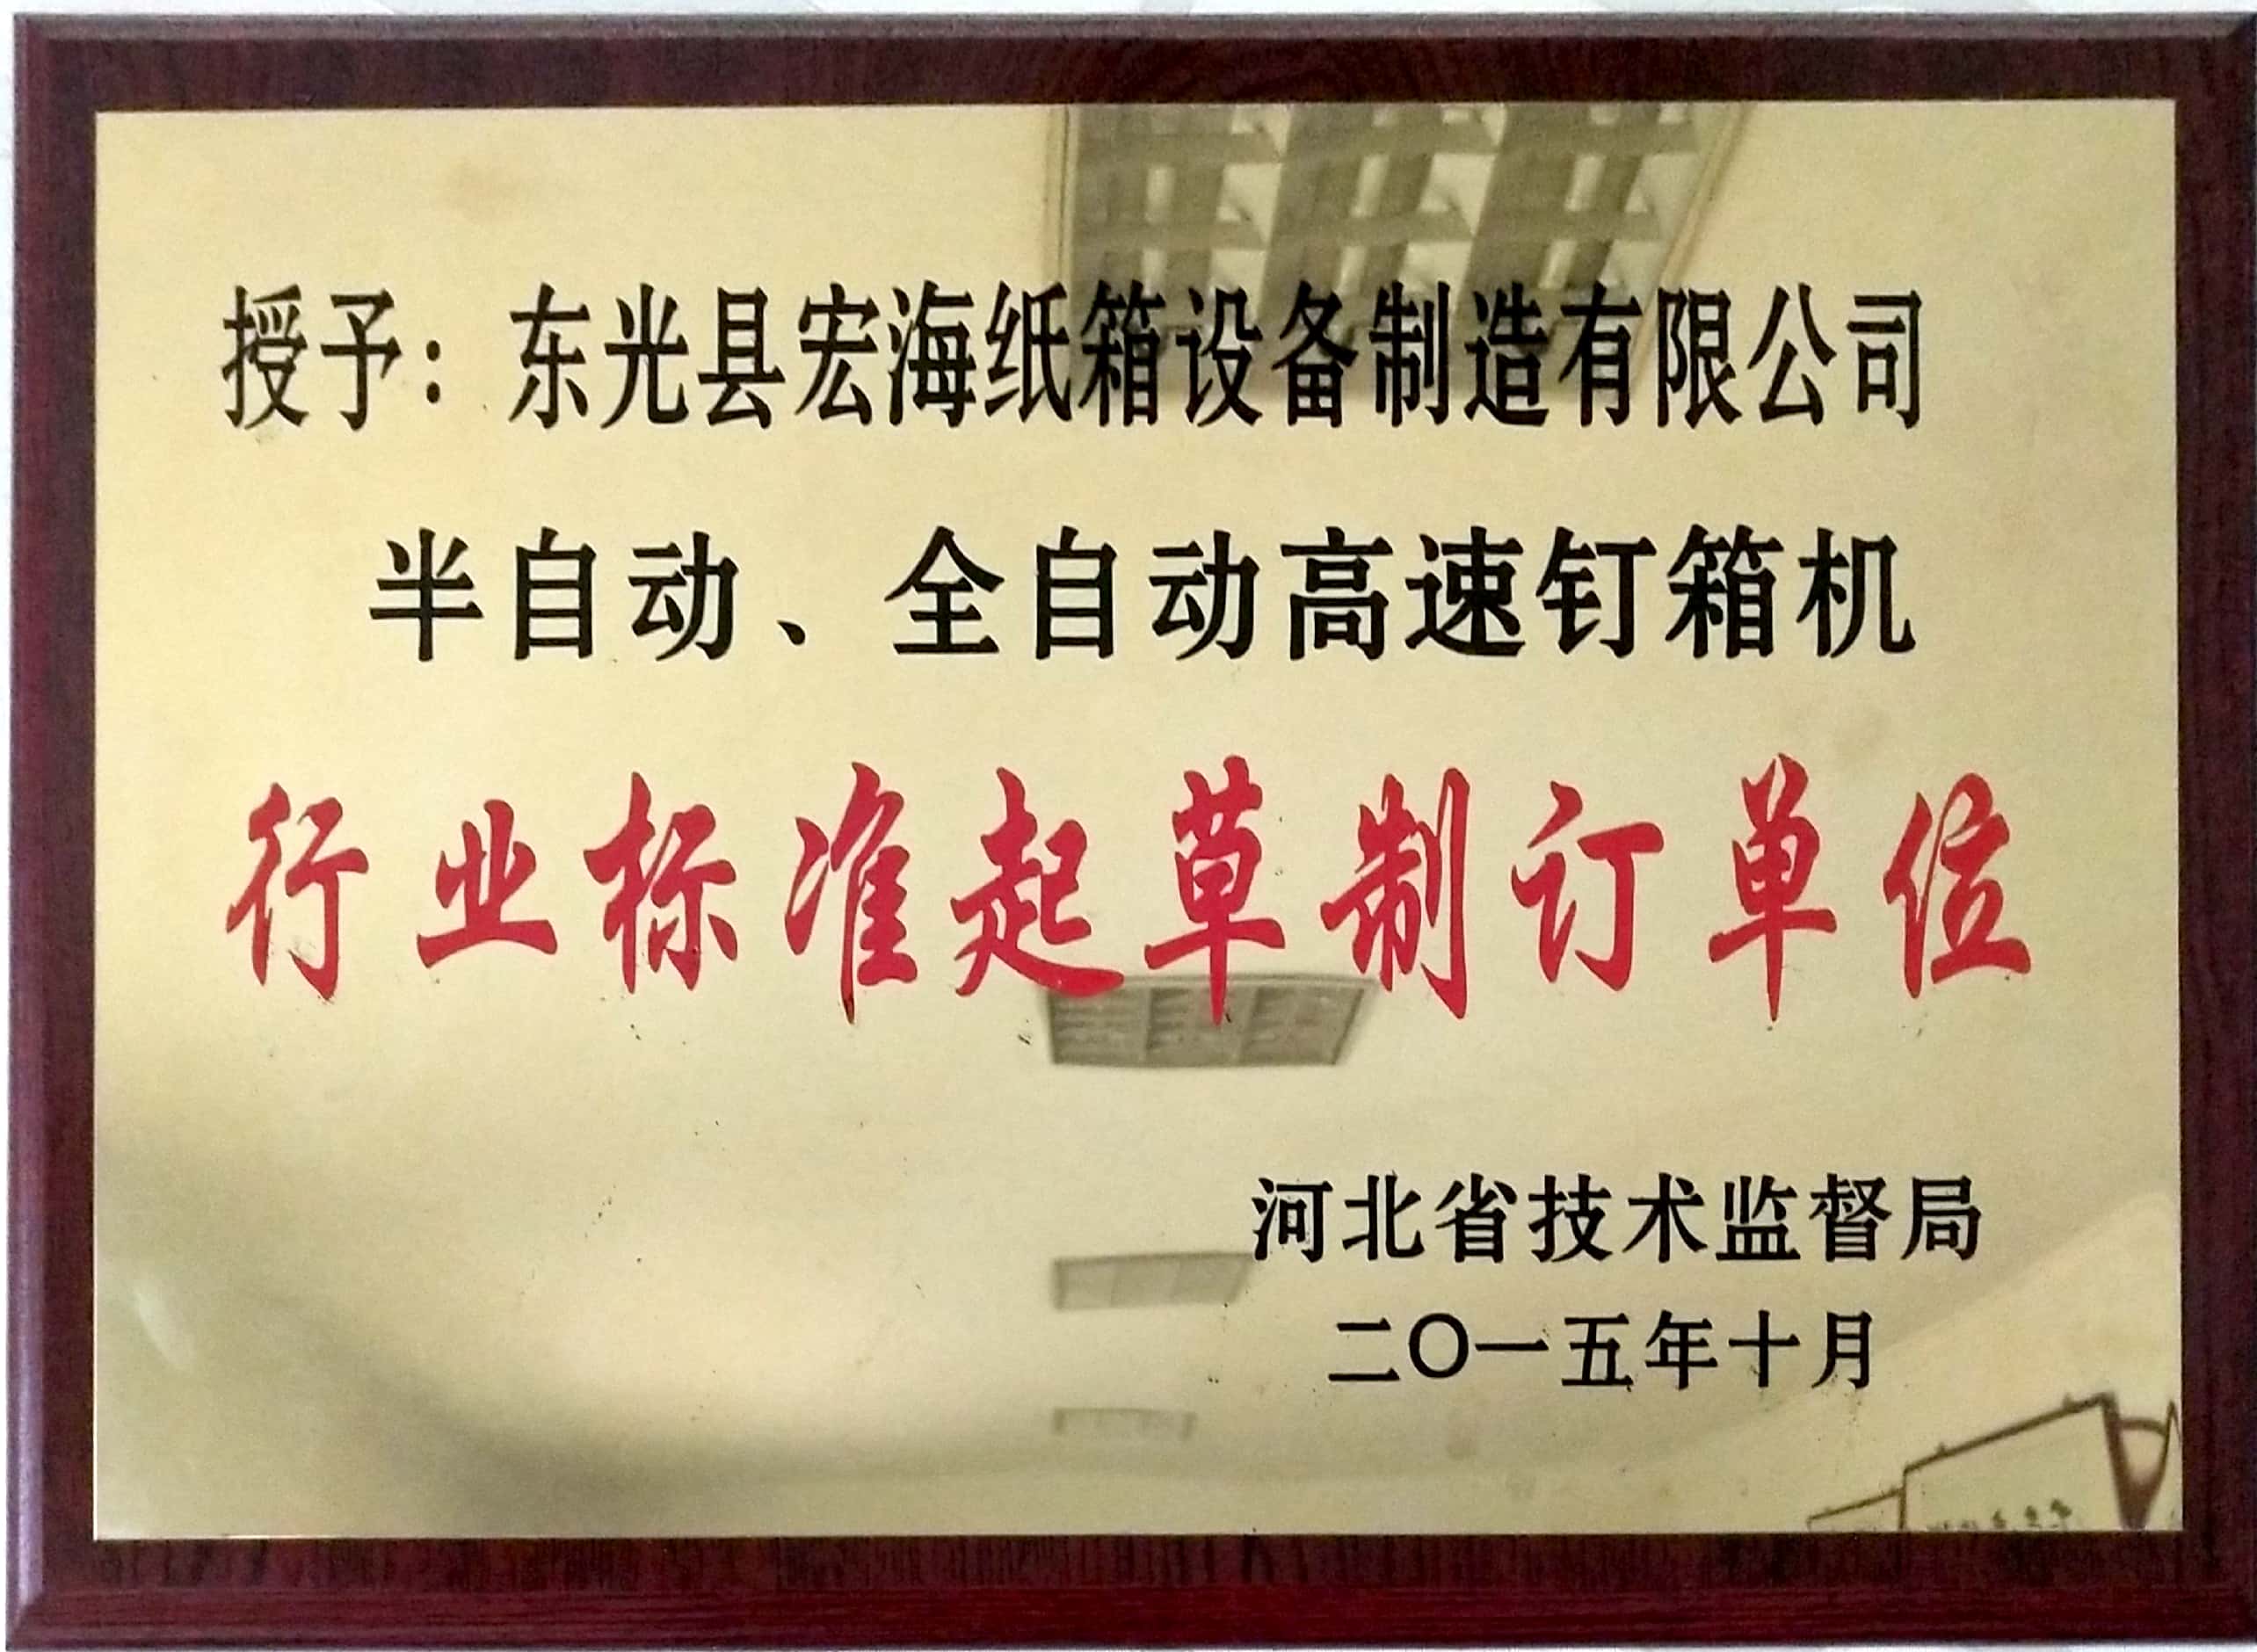 授予：东光县宏海纸箱设备制造有限公司
半自动、全自动高速钉箱机
行业标准起草制订单位
河北省技术监督局
二〇一五年十月